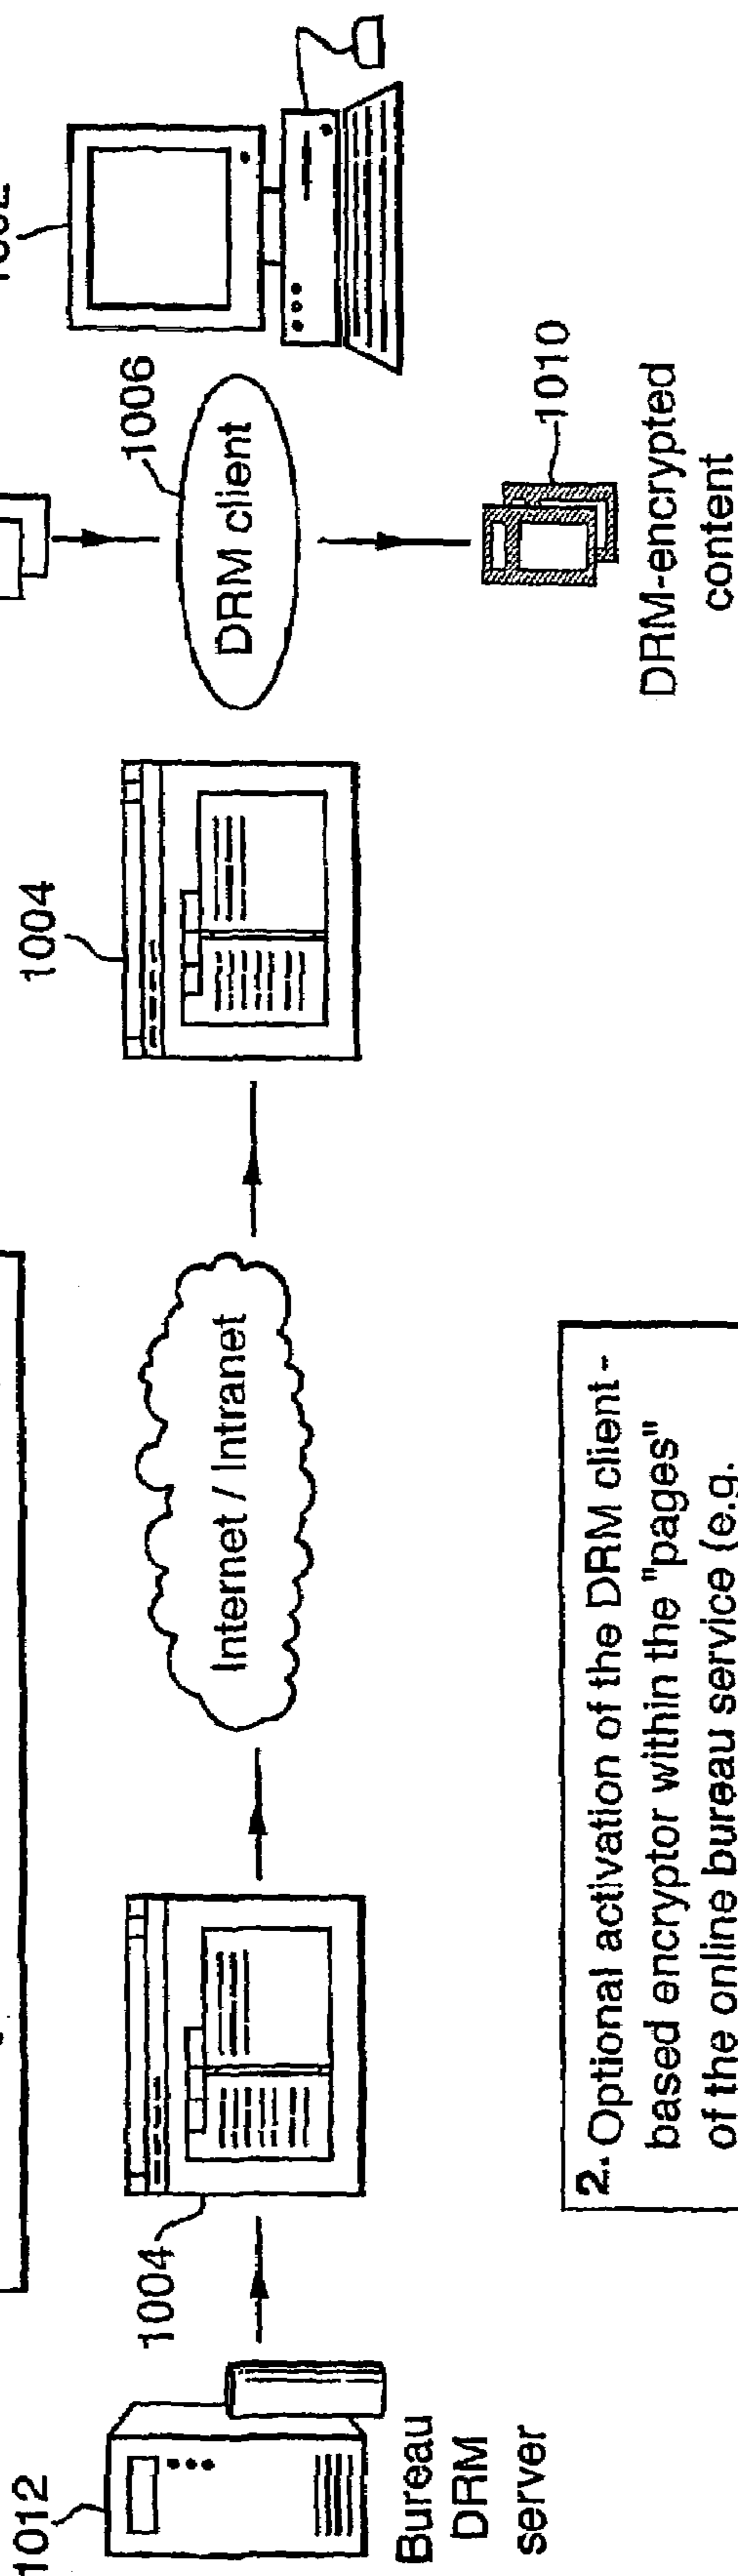 1012
Bureau
DRM
server
1004
Internet / Intranet
1004
DRM client
1006
DRM-encrypted
content
1010
2. Optional activation of the DRM client-
based encryptor within the "pages"
of the online bureau service (e.g.